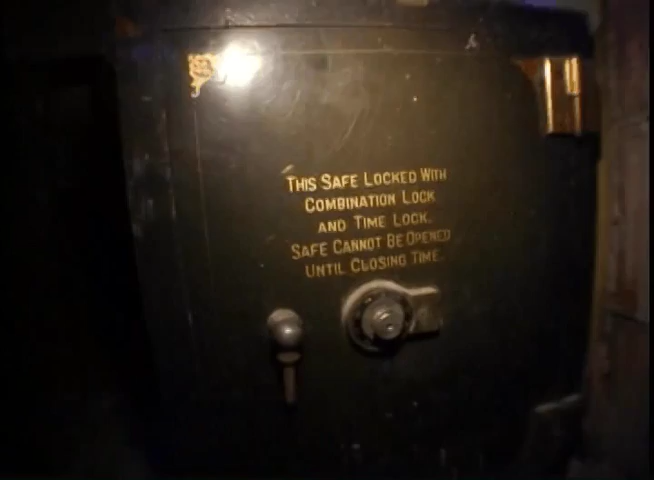 THIS SAFE LOCKED WITH
COMBINATION LOCK
AND TIME LOCK.
SAFE CANNOT BE OPENED
UNTIL CLOSING TIME.